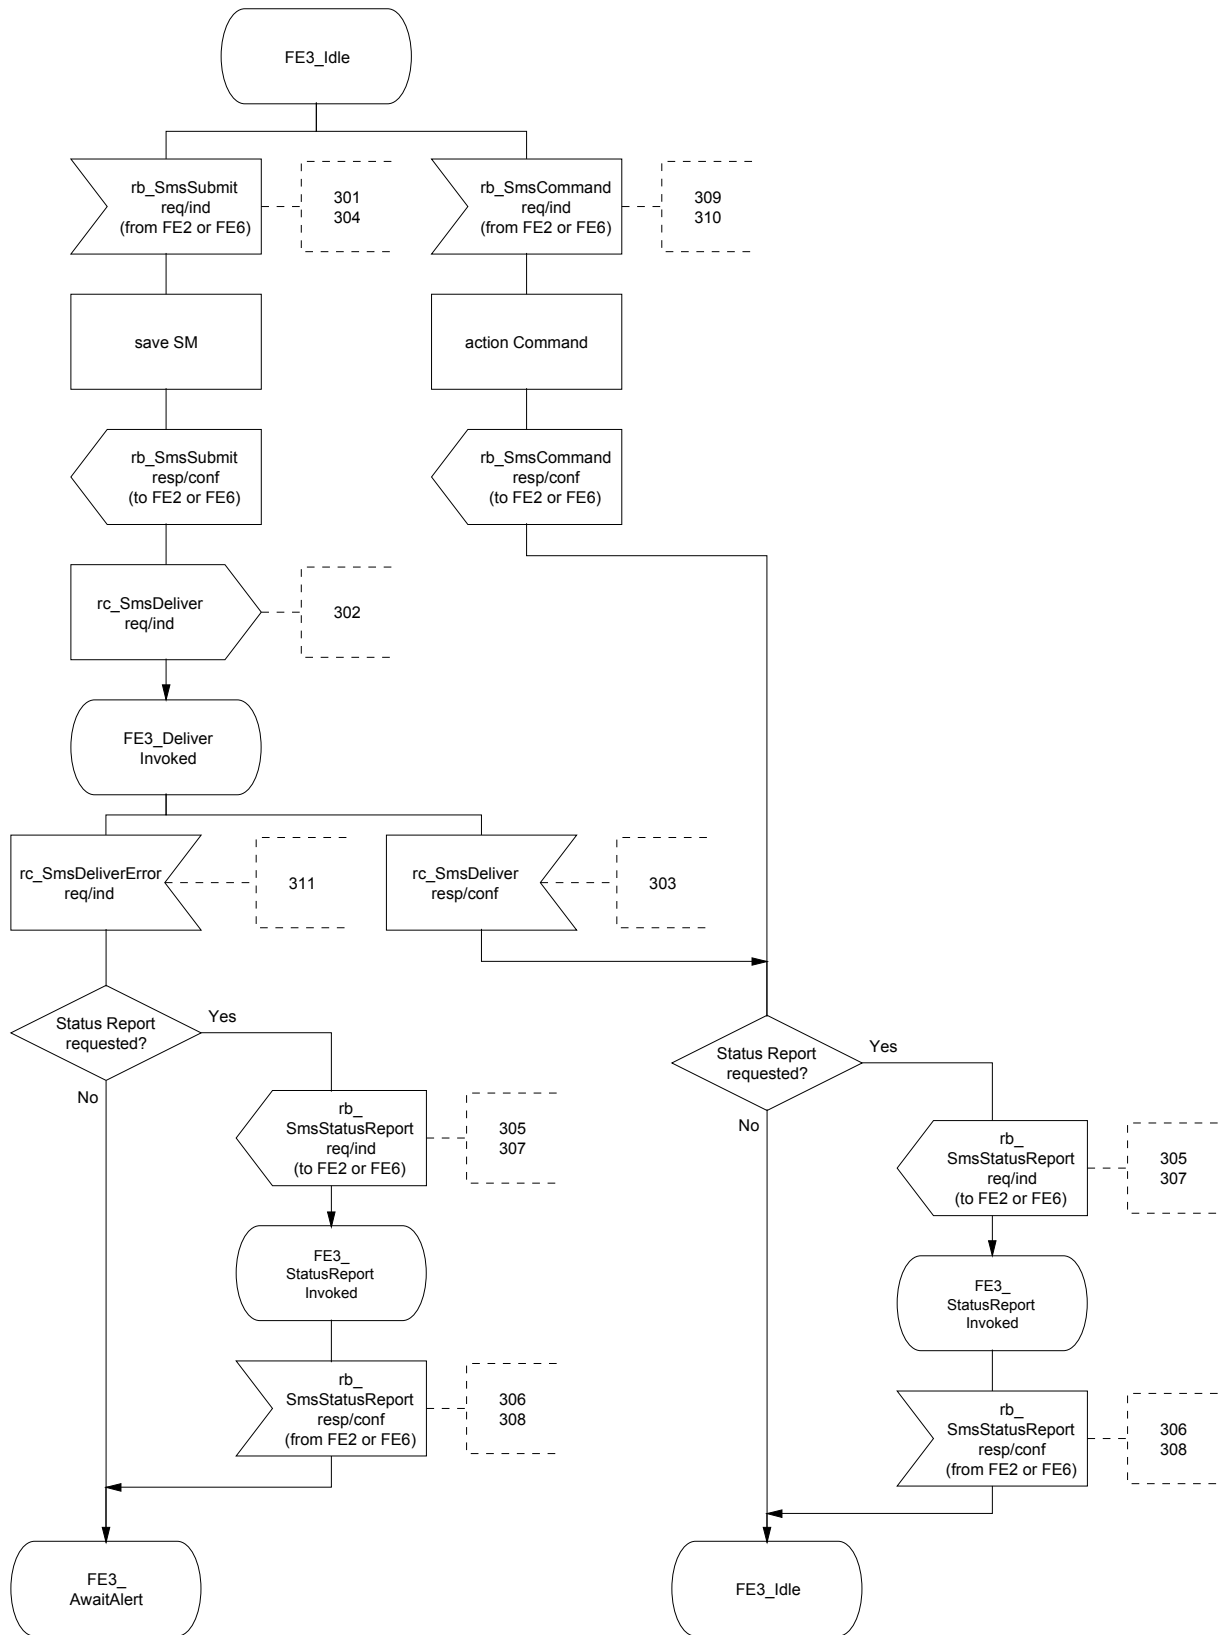 FE3_Idle
rb_SmsSubmit
req/ind
(from FE2 or FE6)
301
304
rb_SmsCommand
req/ind
(from FE2 or FE6)
309
310
save SM
action Command
rb_SmsSubmit
resp/conf
(to FE2 or FE6)
rb_SmsCommand
resp/conf
(to FE2 or FE6)
rc_SmsDeliver
req/ind
302
FE3_Deliver
Invoked
rc_SmsDeliverError
req/ind
311
rc_SmsDeliver
resp/conf
303
Status Report
requested?
Yes
No
Status Report
requested?
Yes
No
rb_
SmsStatusReport
req/ind
(to FE2 or FE6)
305
307
rb_
SmsStatusReport
req/ind
(to FE2 or FE6)
305
307
FE3_
StatusReport
Invoked
FE3_
StatusReport
Invoked
rb_
SmsStatusReport
resp/conf
(from FE2 or FE6)
306
308
rb_
SmsStatusReport
resp/conf
(from FE2 or FE6)
306
308
FE3_
AwaitAlert
FE3_Idle